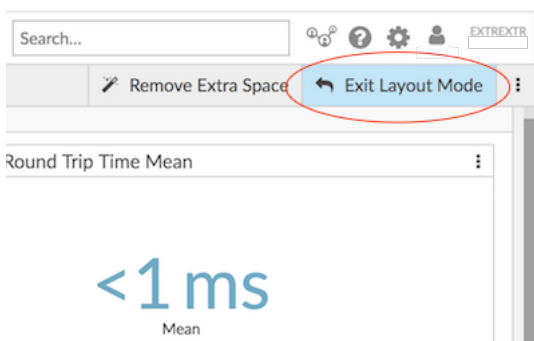 Search...
EXTREXTR
Remove Extra Space
Exit Layout Mode
Round Trip Time Mean
<1 ms
Mean